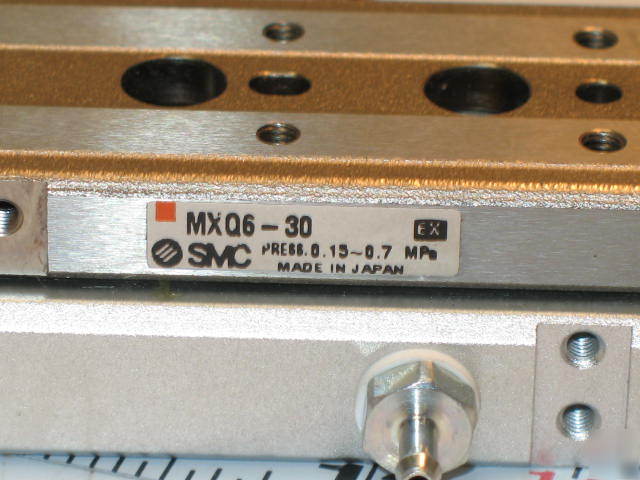 MXQ6-30 EX
SMC PRESS.0.15~0.7 MPa
MADE IN JAPAN